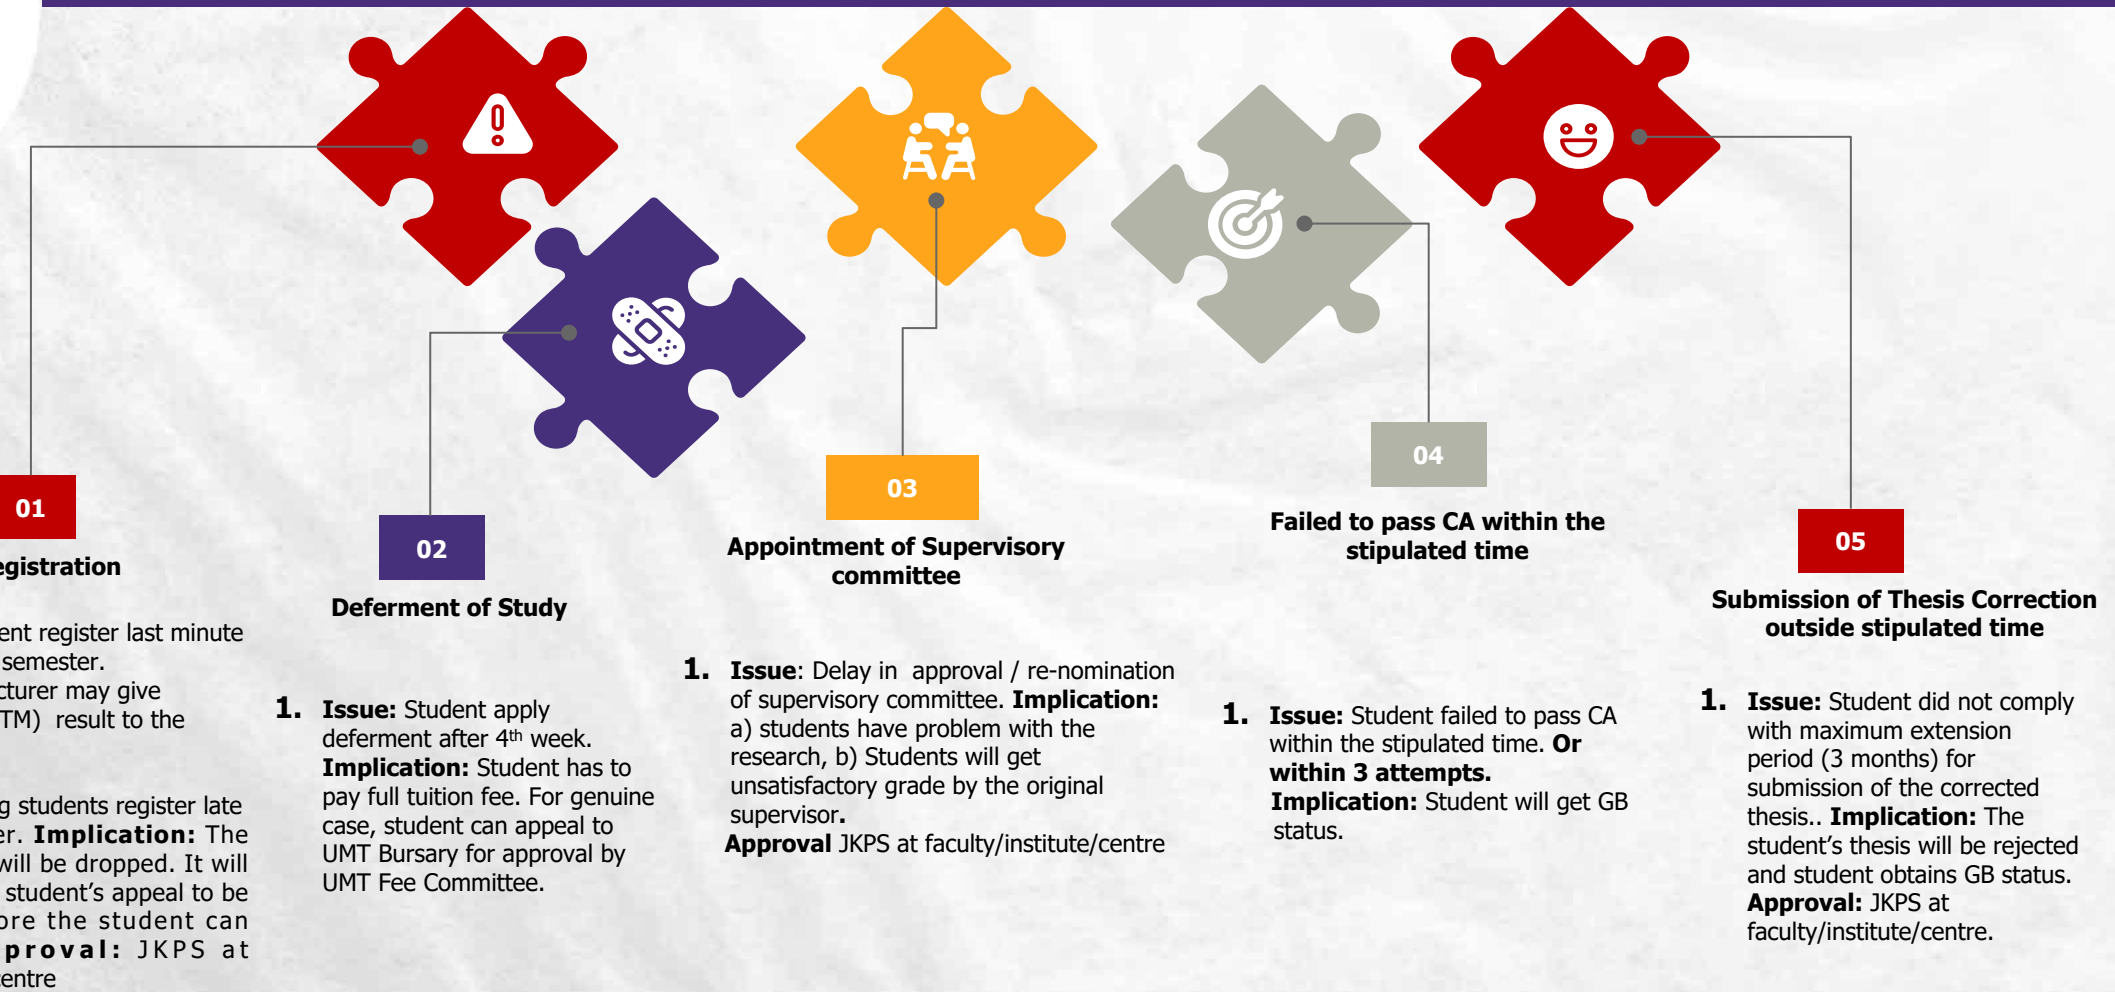 01
egistration
ent register last minute
semester.
cturer may give
TM) result to the
g students register late
er. Implication: The
will be dropped. It will
student's appeal to be
ore the student can
proval: JKPS at
entre
02
Deferment of Study
1. Issue: Student apply
deferment after 4th week.
Implication: Student has to
pay full tuition fee. For genuine
case, student can appeal to
UMT Bursary for approval by
UMT Fee Committee.
03
Appointment of Supervisory
committee
1. Issue: Delay in approval / re-nomination
of supervisory committee. Implication:
a) students have problem with the
research, b) Students will get
unsatisfactory grade by the original
supervisor.
Approval JKPS at faculty/institute/centre
04
Failed to pass CA within the
stipulated time
1. Issue: Student failed to pass CA
within the stipulated time. Or
within 3 attempts.
Implication: Student will get GB
status.
05
Submission of Thesis Correction
outside stipulated time
1. Issue: Student did not comply
with maximum extension
period (3 months) for
submission of the corrected
thesis.. Implication: The
student's thesis will be rejected
and student obtains GB status.
Approval: JKPS at
faculty/institute/centre.